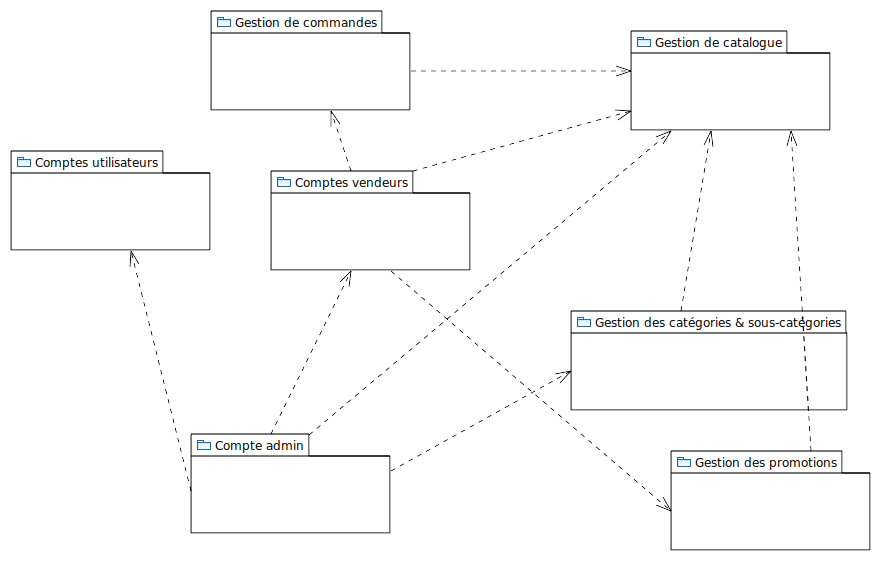 Gestion de commandes
Gestion de catalogue
Comptes utilisateurs
Comptes vendeurs
Gestion des catégories & sous-catégories
Compte admin
Gestion des promotions